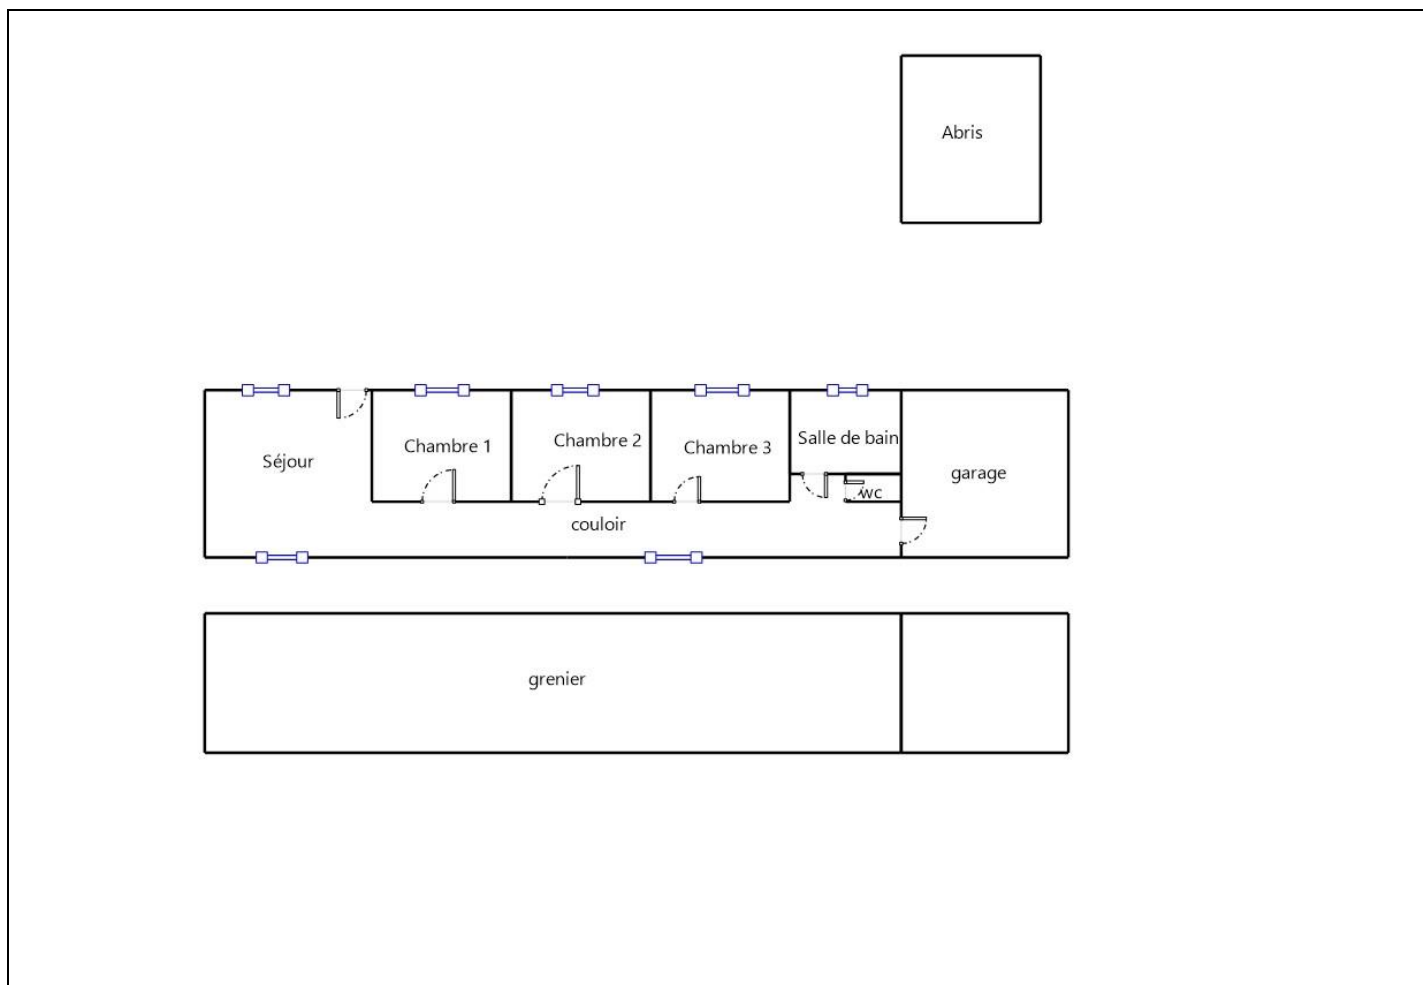 Abris
Séjour
Chambre 1
Chambre 2
Chambre 3
Salle de bain
wc
garage
couloir
grenier